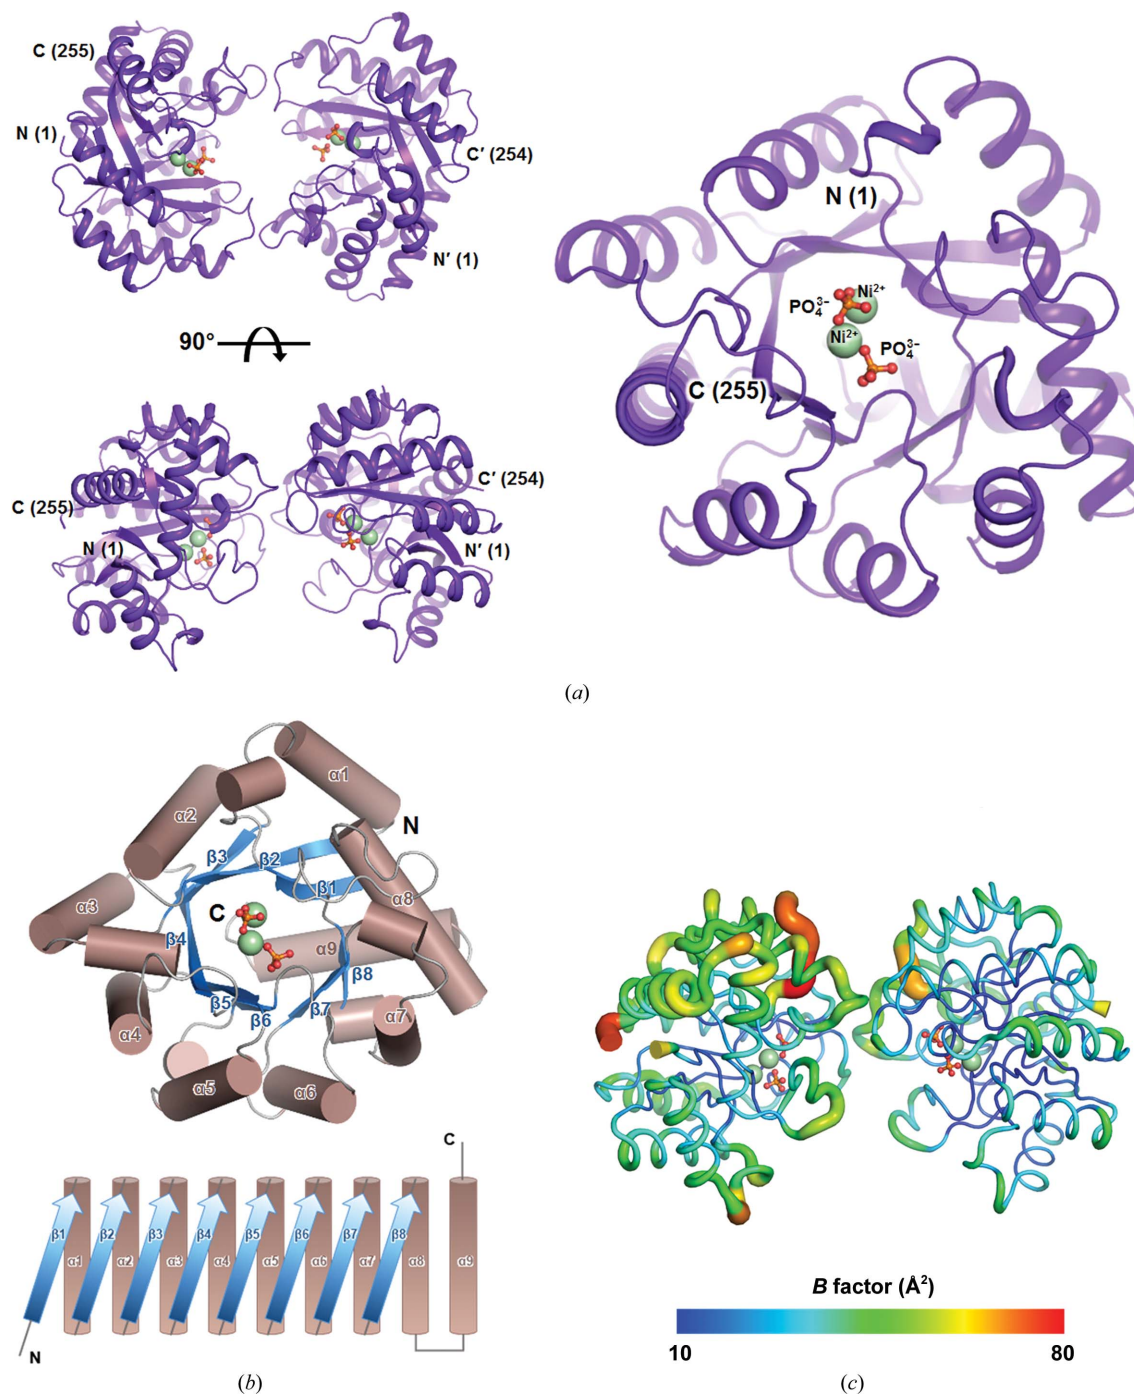 C (255)
N (1)
C′ (254)
N′ (1)
90°
C (255)
N (1)
C′ (254)
N′ (1)
N (1)
Ni²⁺
PO₄³⁻
Ni²⁺
PO₄³⁻
C (255)
(a)
α1
α2
N
β3
β2
β1
α8
α3
C
β4
α9
β8
β5
β6
β7
α7
α4
α5
α6
C
β1 β2 β3 β4 β5 β6 β7 β8
α1 α2 α3 α4 α5 α6 α7 α8 α9
N
(b)
B factor (Å²)
10 80
(c)